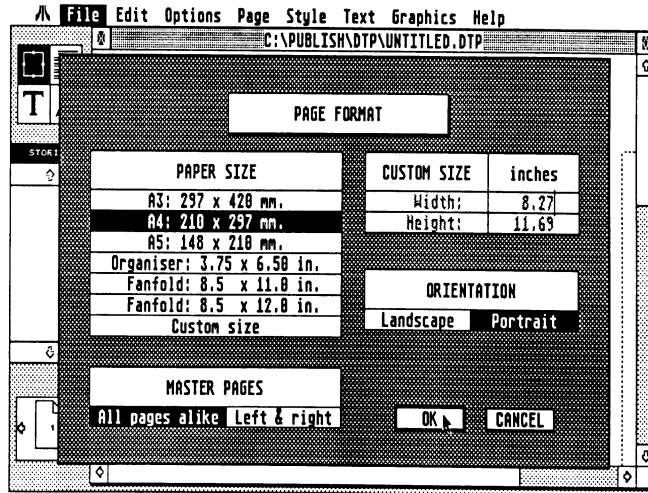 File Edit Options Page Style Text Graphics Help
C:\PUBLISH\DTP\UNTITLED.DTP
T
STORI
PAGE FORMAT
PAPER SIZE
A3: 297 x 420 mm.
A4: 210 x 297 mm.
A5: 148 x 210 mm.
Organiser: 3.75 x 6.50 in.
Fanfold: 8.5 x 11.0 in.
Fanfold: 8.5 x 12.0 in.
Custom size
CUSTOM SIZE inches
Width: 8.27
Height: 11.69
ORIENTATION
Landscape Portrait
MASTER PAGES
All pages alike Left & right
OK CANCEL
1